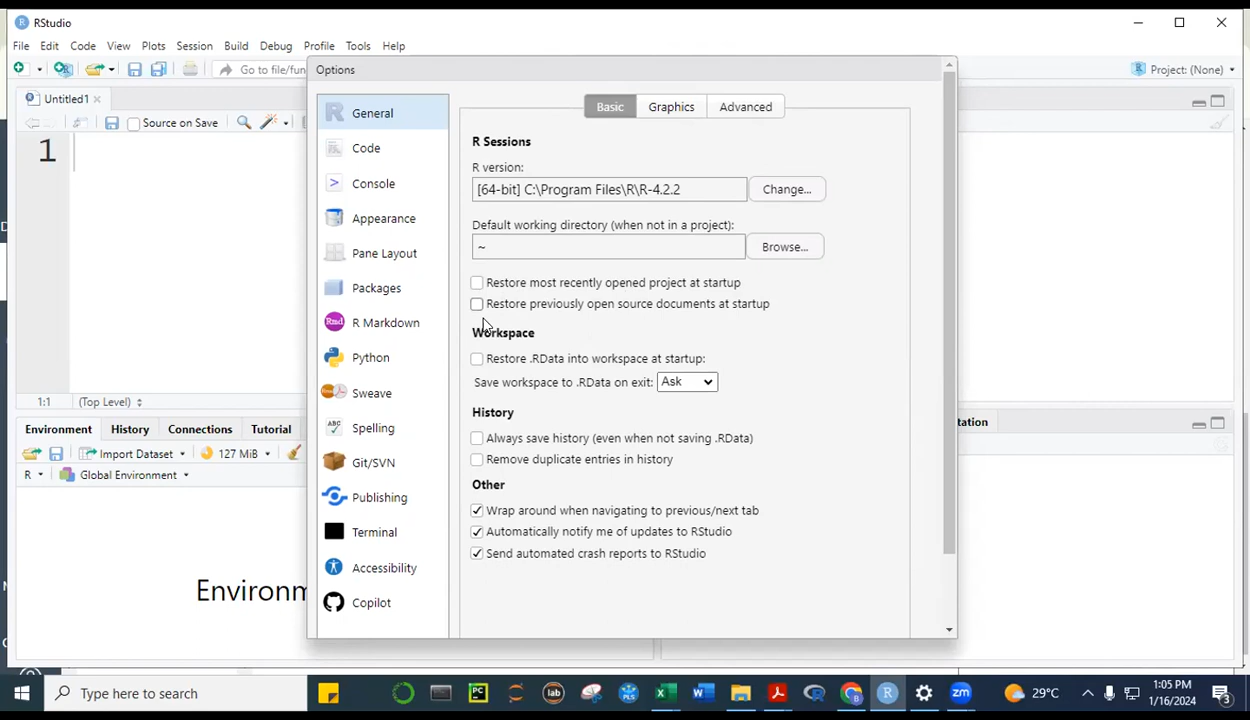 RStudio
File Edit Code View Plots Session Build Debug Profile Tools Help
Go to file/fun
Project: (None)
Untitled1
Source on Save
1
1:1 (Top Level)
Environment History Connections Tutorial
Import Dataset 127 MiB
R Global Environment
Environm
tation
Options
General
Code
Console
Appearance
Pane Layout
Packages
R Markdown
Python
Sweave
Spelling
Git/SVN
Publishing
Terminal
Accessibility
Copilot
Basic Graphics Advanced
R Sessions
R version:
[64-bit] C:\Program Files\R\R-4.2.2 Change...
Default working directory (when not in a project):
~ Browse...
Restore most recently opened project at startup
Restore previously open source documents at startup
Workspace
Restore .RData into workspace at startup:
Save workspace to .RData on exit: Ask
History
Always save history (even when not saving .RData)
Remove duplicate entries in history
Other
Wrap around when navigating to previous/next tab
Automatically notify me of updates to RStudio
Send automated crash reports to RStudio
Type here to search
29°C
1:05 PM
1/16/2024
3